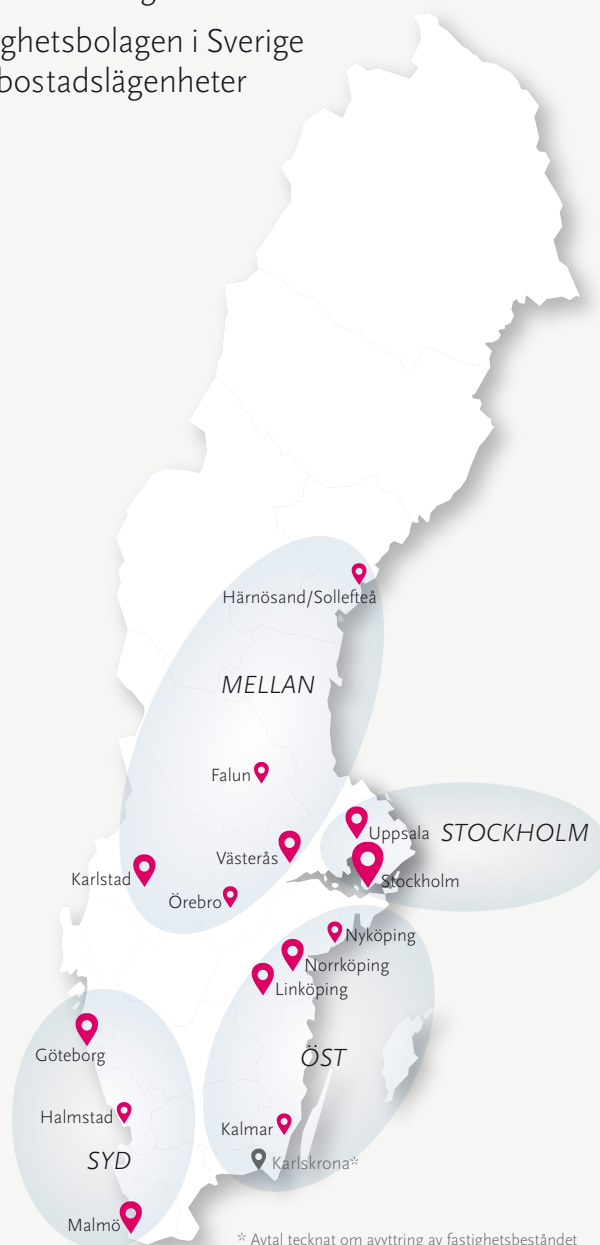 ghetsbolagen i Sverige
bostadslägenheter
Härnösand/Sollefteå
MELLAN
Falun
Uppsala
STOCKHOLM
Västerås
Karlstad
Stockholm
Örebro
Nyköping
Norrköping
Linköping
Göteborg
ÖST
Halmstad
Kalmar
SYD
Karlskrona*
Malmö
* Avtal tecknat om avyttring av fastighetsbeståndet